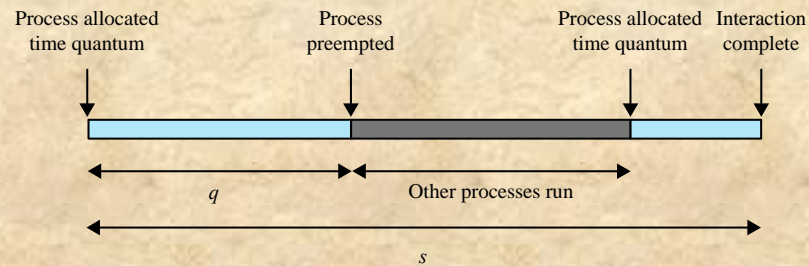 Process allocated
time quantum
Process
preempted
Process allocated
time quantum
Interaction
complete
q
Other processes run
s